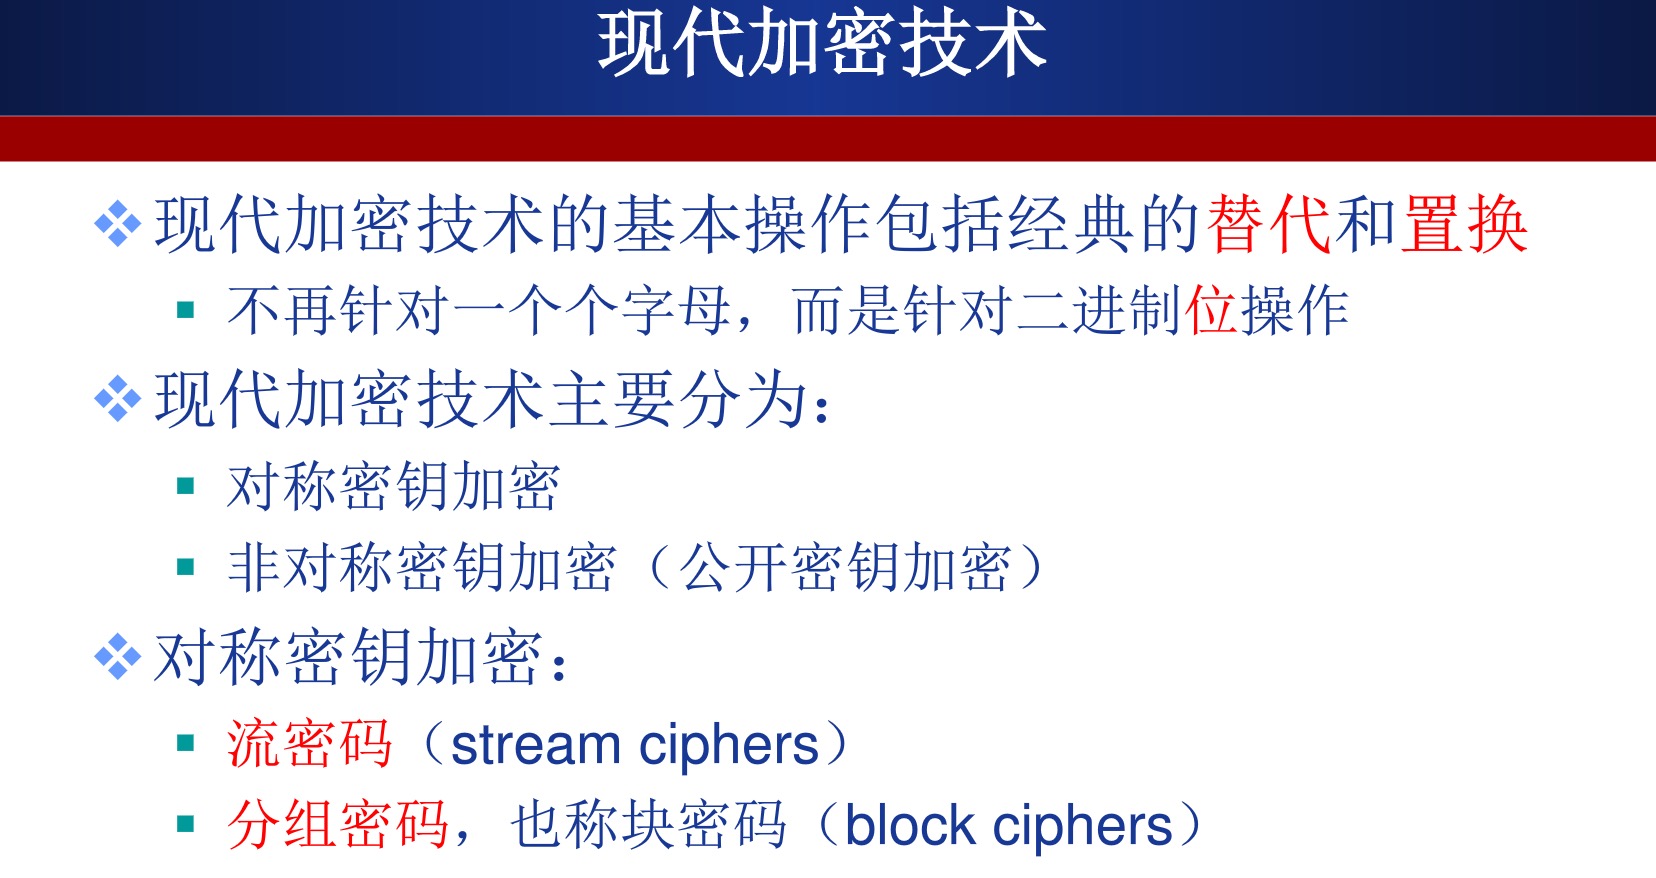 现代加密技术
现代加密技术的基本操作包括经典的替代和置换
不再针对一个个字母，而是针对二进制位操作
现代加密技术主要分为：
对称密钥加密
非对称密钥加密（公开密钥加密）
对称密钥加密：
流密码（stream ciphers）
分组密码，也称块密码（block ciphers）